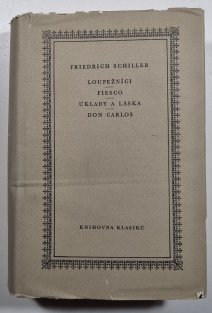 FRIEDRICH SCHILLER
LOUPEŽNÍCI
FIESCO
ÚKLADY A LÁSKA
DON CARLOS
KNIHOVNA KLASIKŮ